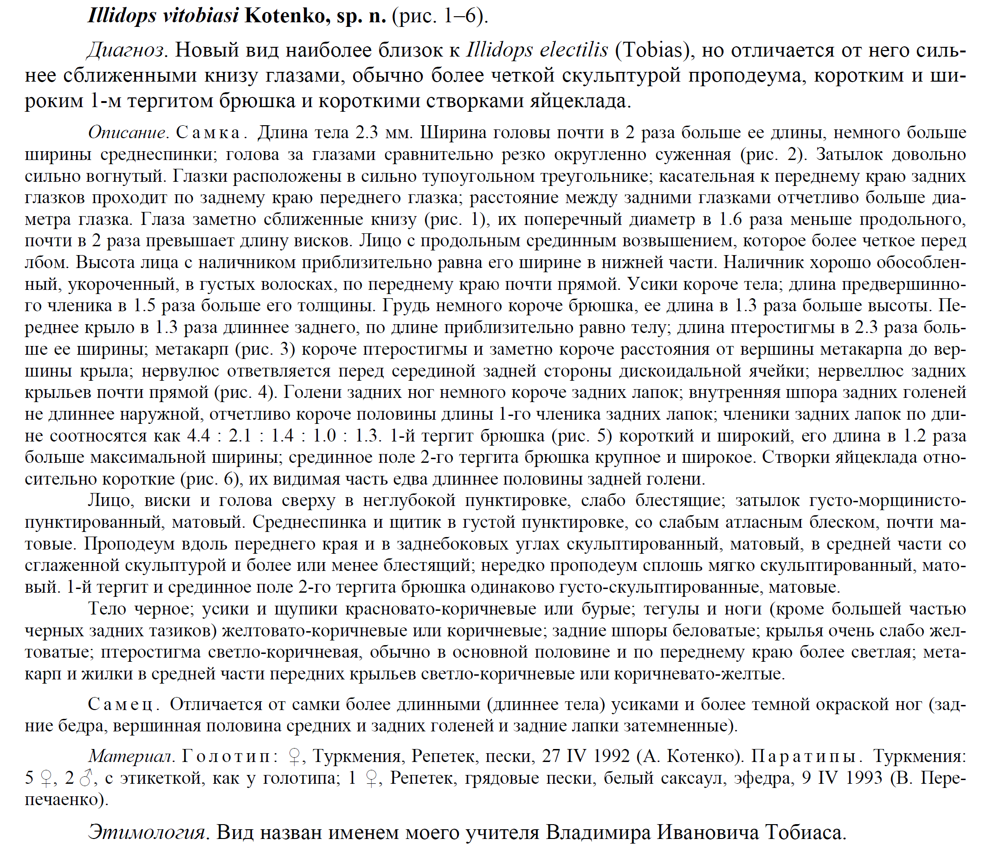 Illidops vitobiasi Kotenko, sp. n. (рис. 1–6).
Диагноз. Новый вид наиболее близок к Illidops electilis (Tobias), но отличается от него силь-
нее сближенными книзу глазами, обычно более четкой скульптурой проподеума, коротким и ши-
роким 1-м тергитом брюшка и короткими створками яйцеклада.
Описание. Самка. Длина тела 2.3 мм. Ширина головы почти в 2 раза больше ее длины, немного больше
ширины среднеспинки; голова за глазами сравнительно резко округленно суженная (рис. 2). Затылок довольно
сильно вогнутый. Глазки расположены в сильно тупоугольном треугольнике; касательная к переднему краю задних
глазков проходит по заднему краю переднего глазка; расстояние между задними глазками отчетливо больше диа-
метра глазка. Глаза заметно сближенные книзу (рис. 1), их поперечный диаметр в 1.6 раза меньше продольного,
почти в 2 раза превышает длину висков. Лицо с продольным срединным возвышением, которое более четкое перед
лбом. Высота лица с наличником приблизительно равна его ширине в нижней части. Наличник хорошо обособлен-
ный, укороченный, в густых волосках, по переднему краю почти прямой. Усики короче тела; длина предвершинно-
го членика в 1.5 раза больше его толщины. Грудь немного короче брюшка, ее длина в 1.3 раза больше высоты. Пе-
реднее крыло в 1.3 раза длиннее заднего, по длине приблизительно равно телу; длина птеростигмы в 2.3 раза боль-
ше ее ширины; метакарп (рис. 3) короче птеростигмы и заметно короче расстояния от вершины метакарпа до вер-
шины крыла; нервулюс ответвляется перед серединой задней стороны дискоидальной ячейки; нервеллюс задних
крыльев почти прямой (рис. 4). Голени задних ног немного короче задних лапок; внутренняя шпора задних голеней
не длиннее наружной, отчетливо короче половины длины 1-го членика задних лапок; членики задних лапок по дли-
не соотносятся как 4.4 : 2.1 : 1.4 : 1.0 : 1.3. 1-й тергит брюшка (рис. 5) короткий и широкий, его длина в 1.2 раза
больше максимальной ширины; срединное поле 2-го тергита брюшка крупное и широкое. Створки яйцеклада отно-
сительно короткие (рис. 6), их видимая часть едва длиннее половины задней голени.
Лицо, виски и голова сверху в неглубокой пунктировке, слабо блестящие; затылок густо-морщинисто-
пунктированный, матовый. Среднеспинка и щитик в густой пунктировке, со слабым атласным блеском, почти ма-
товые. Проподеум вдоль переднего края и в заднебоковых углах скульптированный, матовый, в средней части со
сглаженной скульптурой и более или менее блестящий; нередко проподеум сплошь мягко скульптированный, мато-
вый. 1-й тергит и срединное поле 2-го тергита брюшка одинаково густо-скульптированные, матовые.
Тело черное; усики и щупики красновато-коричневые или бурые; тегулы и ноги (кроме большей частью
черных задних тазиков) желтовато-коричневые или коричневые; задние шпоры беловатые; крылья очень слабо жел-
товатые; птеростигма светло-коричневая, обычно в основной половине и по переднему краю более светлая; мета-
карп и жилки в средней части передних крыльев светло-коричневые или коричневато-желтые.
Самец. Отличается от самки более длинными (длиннее тела) усиками и более темной окраской ног (зад-
ние бедра, вершинная половина средних и задних голеней и задние лапки затемненные).
Материал. Голотип: ♀, Туркмения, Репетек, пески, 27 IV 1992 (А. Котенко). Паратипы. Туркмения:
5 ♀, 2 ♂, с этикеткой, как у голотипа; 1 ♀, Репетек, грядовые пески, белый саксаул, эфедра, 9 IV 1993 (В. Пере-
печаенко).
Этимология. Вид назван именем моего учителя Владимира Ивановича Тобиаса.